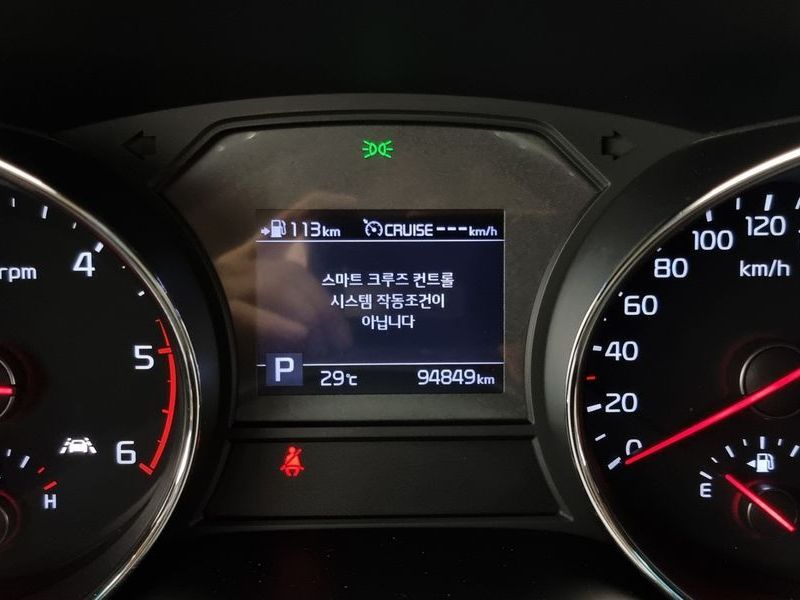 113km CRUISE---km/h
스마트 크루즈 컨트롤
시스템 작동조건이
아닙니다
P 29℃ 94849km
rpm
4
5
6
H
120
100
80
km/h
60
40
20
0
E